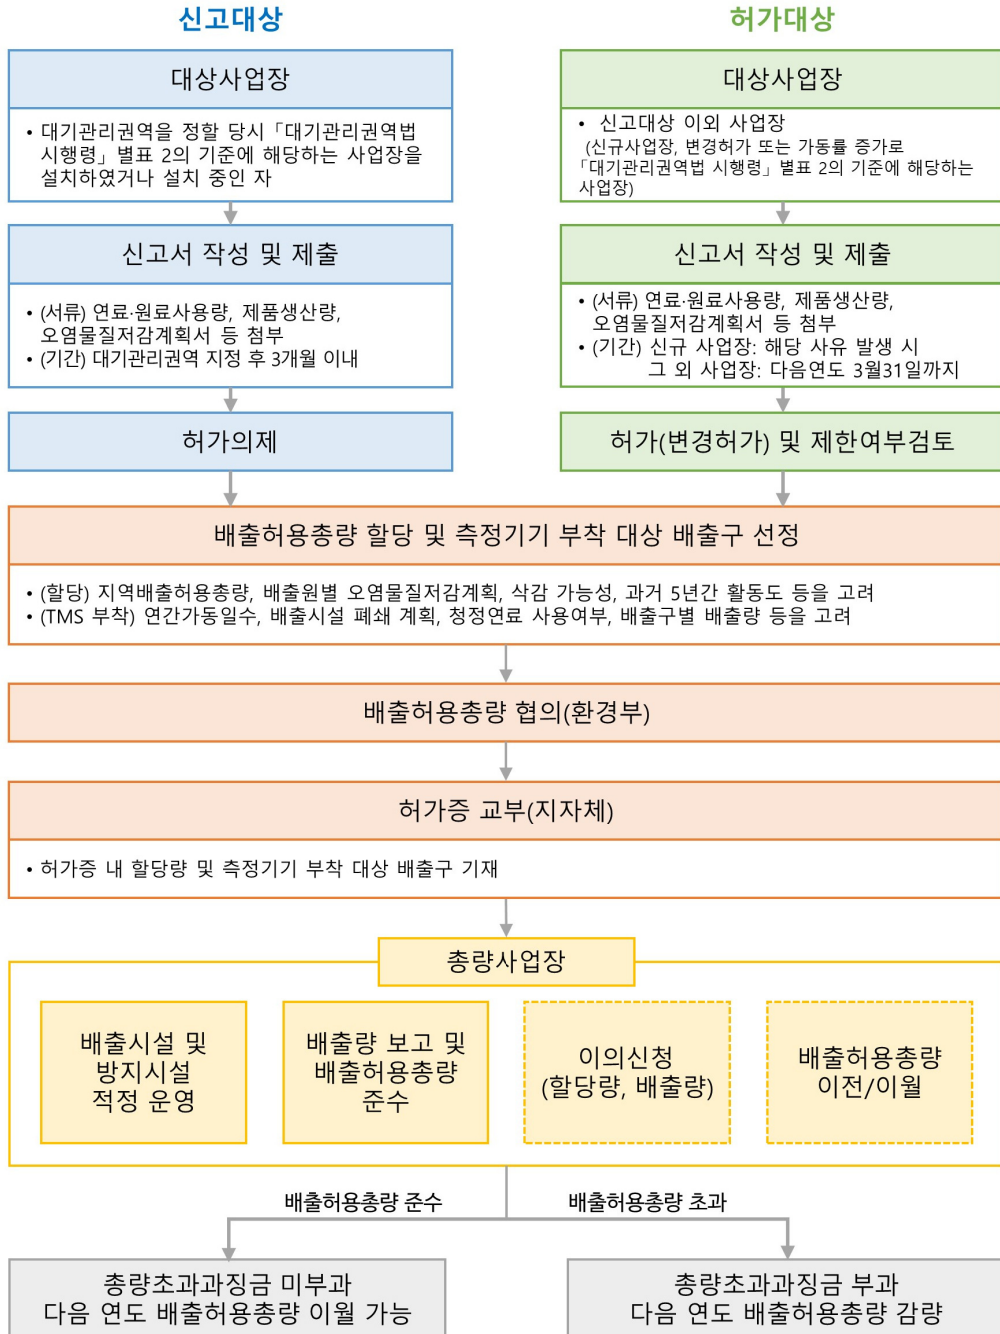 신고대상
허가대상
대상사업장
• 대기관리권역을 정할 당시 「대기관리권역법
시행령」 별표 2의 기준에 해당하는 사업장을
설치하였거나 설치 중인 자
대상사업장
• 신고대상 이외 사업장
(신규사업장, 변경허가 또는 가동률 증가로
「대기관리권역법 시행령」 별표 2의 기준에 해당하는
사업장)
신고서 작성 및 제출
• (서류) 연료·원료사용량, 제품생산량,
오염물질저감계획서 등 첨부
• (기간) 대기관리권역 지정 후 3개월 이내
신고서 작성 및 제출
• (서류) 연료·원료사용량, 제품생산량,
오염물질저감계획서 등 첨부
• (기간) 신규 사업장: 해당 사유 발생 시
그 외 사업장: 다음연도 3월31일까지
허가의제
허가(변경허가) 및 제한여부검토
배출허용총량 할당 및 측정기기 부착 대상 배출구 선정
• (할당) 지역배출허용총량, 배출원별 오염물질저감계획, 삭감 가능성, 과거 5년간 활동도 등을 고려
• (TMS 부착) 연간가동일수, 배출시설 폐쇄 계획, 청정연료 사용여부, 배출구별 배출량 등을 고려
배출허용총량 협의(환경부)
허가증 교부(지자체)
• 허가증 내 할당량 및 측정기기 부착 대상 배출구 기재
총량사업장
배출시설 및
방지시설
적정 운영
배출량 보고 및
배출허용총량
준수
이의신청
(할당량, 배출량)
배출허용총량
이전/이월
배출허용총량 준수
배출허용총량 초과
총량초과과징금 미부과
다음 연도 배출허용총량 이월 가능
총량초과과징금 부과
다음 연도 배출허용총량 감량